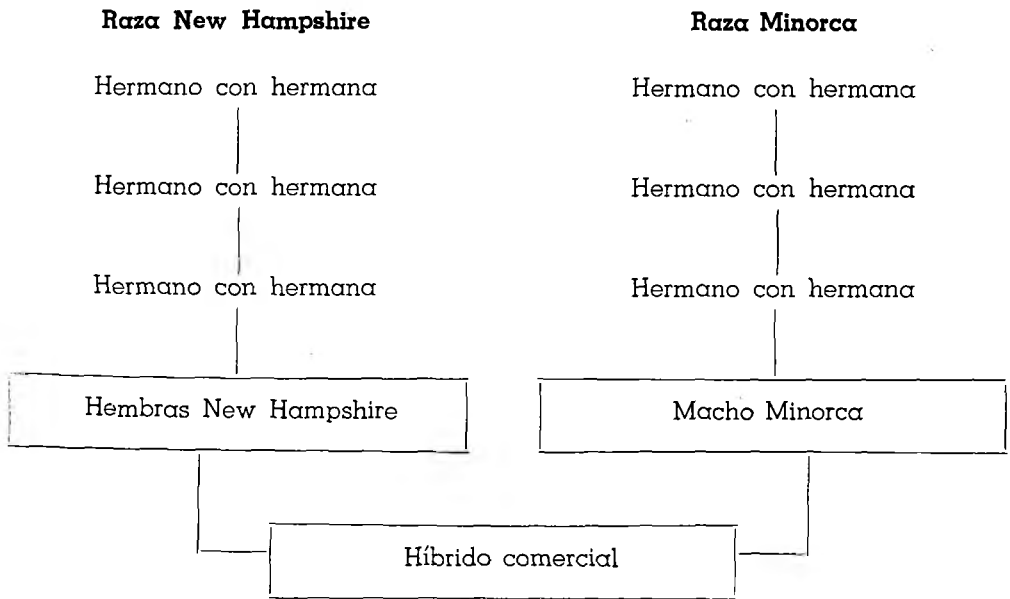 Raza New Hampshire
Raza Minorca
Hermano con hermana
Hermano con hermana
Hermano con hermana
Hermano con hermana
Hermano con hermana
Hermano con hermana
Hembras New Hampshire
Macho Minorca
Híbrido comercial